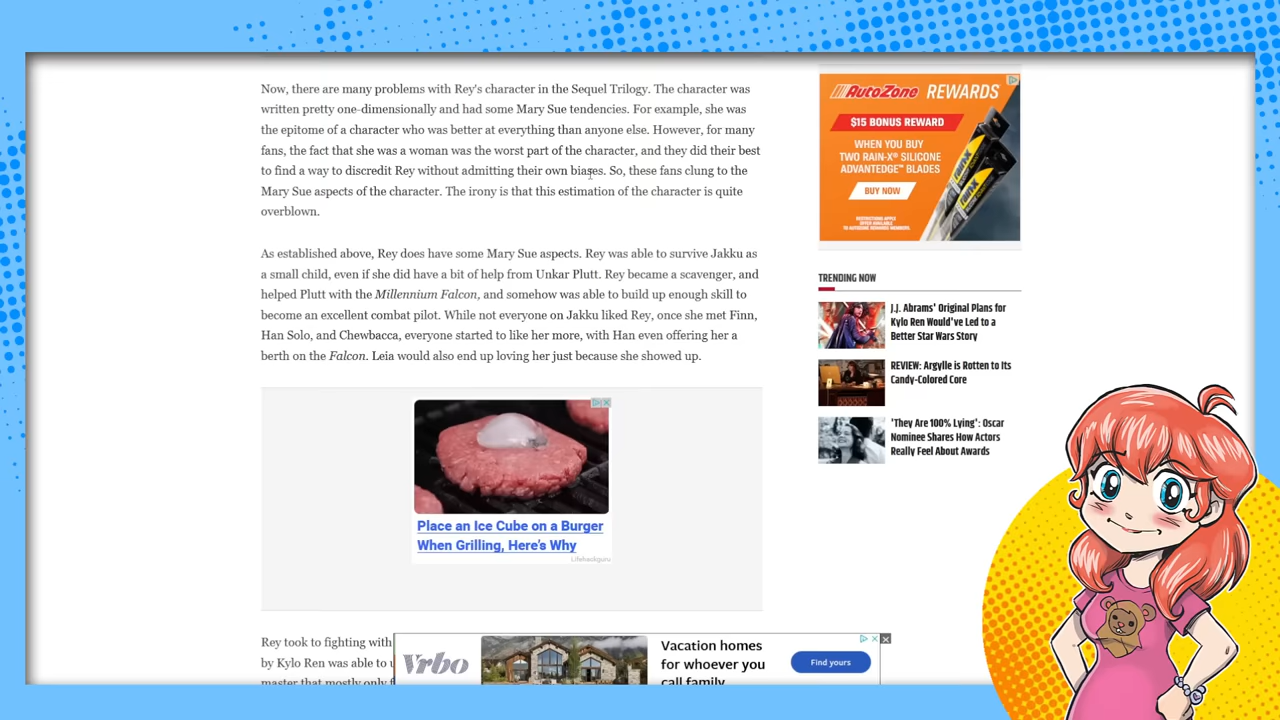 Now, there are many problems with Rey's character in the Sequel Trilogy. The character was
written pretty one-dimensionally and had some Mary Sue tendencies. For example, she was
the epitome of a character who was better at everything than anyone else. However, for many
fans, the fact that she was a woman was the worst part of the character, and they did their best
to find a way to discredit Rey without admitting their own biases. So, these fans clung to the
Mary Sue aspects of the character. The irony is that this estimation of the character is quite
overblown.
As established above, Rey does have some Mary Sue aspects. Rey was able to survive Jakku as
a small child, even if she did have a bit of help from Unkar Plutt. Rey became a scavenger, and
helped Plutt with the Millennium Falcon, and somehow was able to build up enough skill to
become an excellent combat pilot. While not everyone on Jakku liked Rey, once she met Finn,
Han Solo, and Chewbacca, everyone started to like her more, with Han even offering her a
berth on the Falcon. Leia would also end up loving her just because she showed up.
Place an Ice Cube on a Burger
When Grilling, Here's Why
Lifehackguru
Rey took to fighting with
by Kylo Ren was able to u
master that mostly only f
Vrbo
Vacation homes
for whoever you
call family
Find yours
AutoZone REWARDS
$15 BONUS REWARD
WHEN YOU BUY
TWO RAIN-X® SILICONE
ADVANTEDGE™ BLADES
BUY NOW
TRENDING NOW
J.J. Abrams' Original Plans for
Kylo Ren Would've Led to a
Better Star Wars Story
REVIEW: Argylle is Rotten to Its
Candy-Colored Core
'They Are 100% Lying': Oscar
Nominee Shares How Actors
Really Feel About Awards